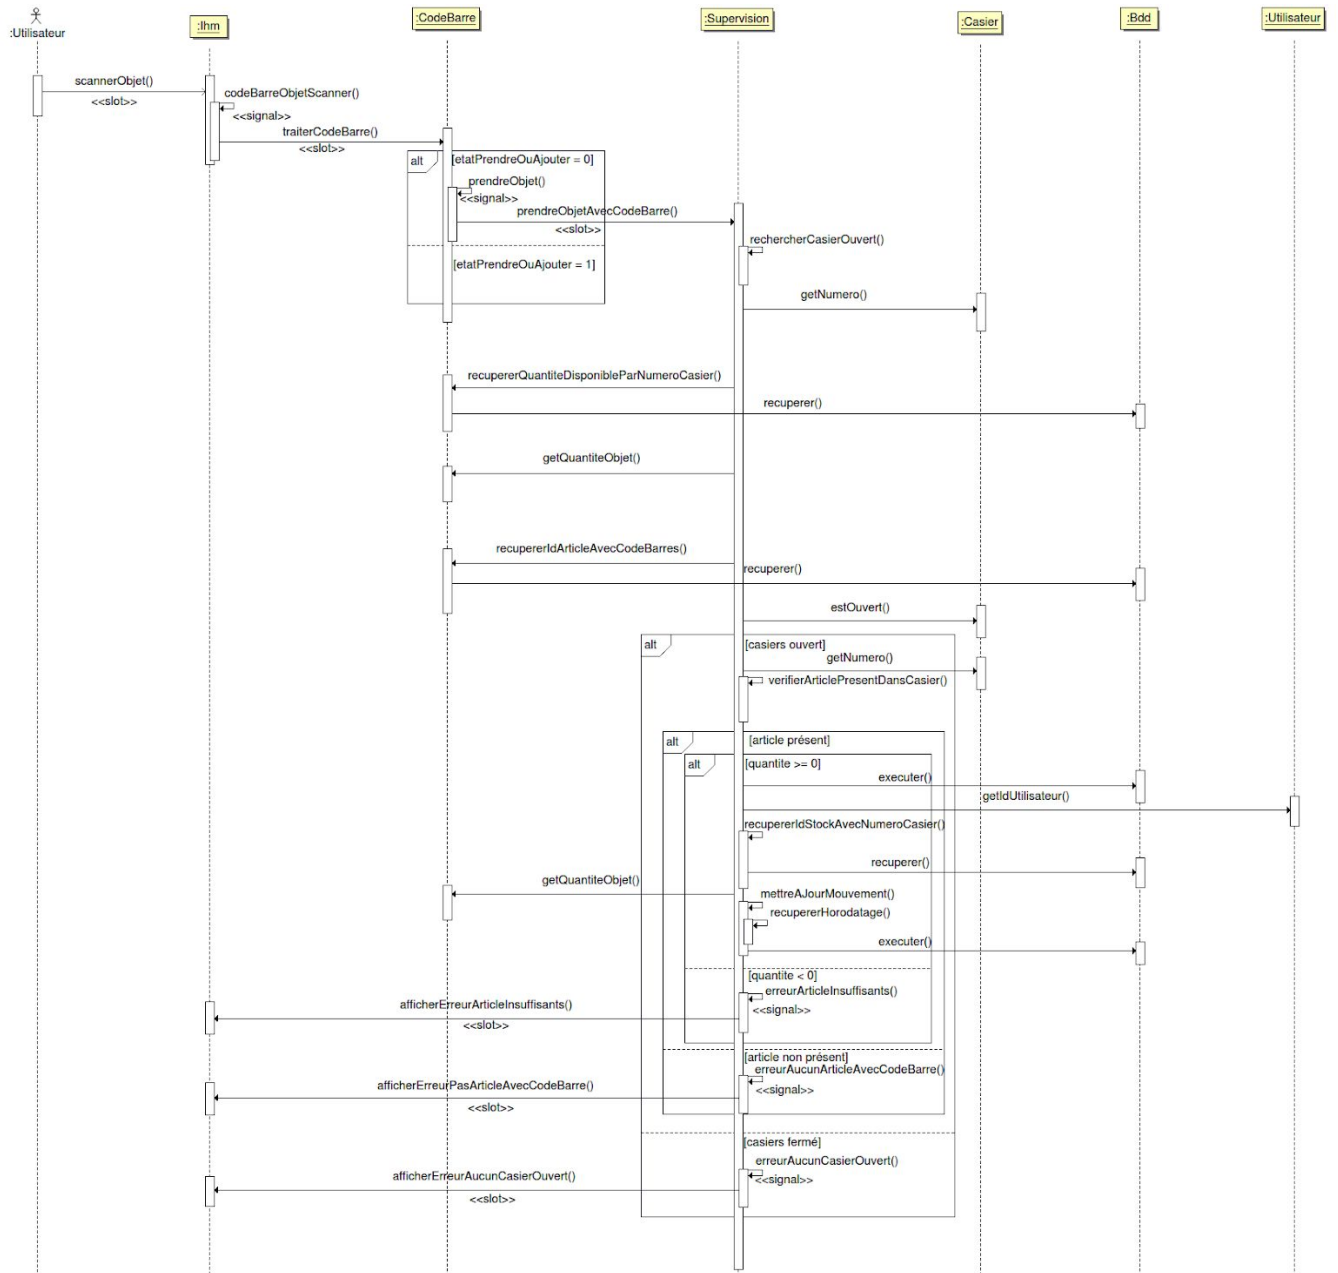 :Utilisateur
:Ihm
:CodeBarre
:Supervision
:Casier
:Bdd
:Utilisateur
scannerObjet()
<<slot>>
codeBarreObjetScanner()
<<signal>>
traiterCodeBarre()
<<slot>>
alt
[etatPrendreOuAjouter = 0]
prendreObjet()
<<signal>>
prendreObjetAvecCodeBarre()
<<slot>>
rechercherCasierOuvert()
[etatPrendreOuAjouter = 1]
getNumero()
recupererQuantiteDisponibleParNumeroCasier()
recuperer()
getQuantiteObjet()
recupererIdArticleAvecCodeBarres()
recuperer()
estOuvert()
alt
[casiers ouvert]
getNumero()
verifierArticlePresentDansCasier()
alt
[article présent]
alt
[quantite >= 0]
executer()
getIdUtilisateur()
recupererIdStockAvecNumeroCasier()
recuperer()
getQuantiteObjet()
mettreAJourMouvement()
recupererHorodatage()
executer()
[quantite < 0]
erreurArticleInsuffisants()
<<signal>>
afficherErreurArticleInsuffisants()
<<slot>>
[article non présent]
erreurAucunArticleAvecCodeBarre()
<<signal>>
afficherErreurPasArticleAvecCodeBarre()
<<slot>>
[casiers fermé]
erreurAucunCasierOuvert()
<<signal>>
afficherErreurAucunCasierOuvert()
<<slot>>